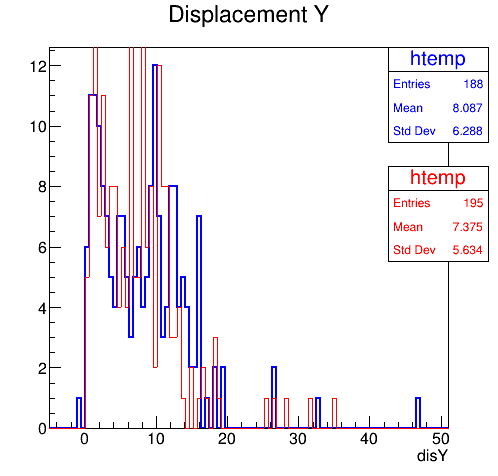 Displacement Y
htemp
Entries 188
Mean 8.087
Std Dev 6.288
htemp
Entries 195
Mean 7.375
Std Dev 5.634
12
10
8
6
4
2
0
0 10 20 30 40 50
disY